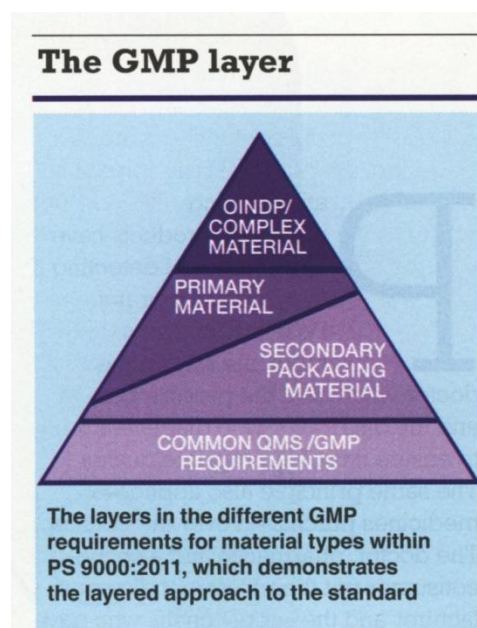 The GMP layer
OINDP/
COMPLEX
MATERIAL
PRIMARY
MATERIAL
SECONDARY
PACKAGING
MATERIAL
COMMON QMS /GMP
REQUIREMENTS
The layers in the different GMP
requirements for material types within
PS 9000:2011, which demonstrates
the layered approach to the standard